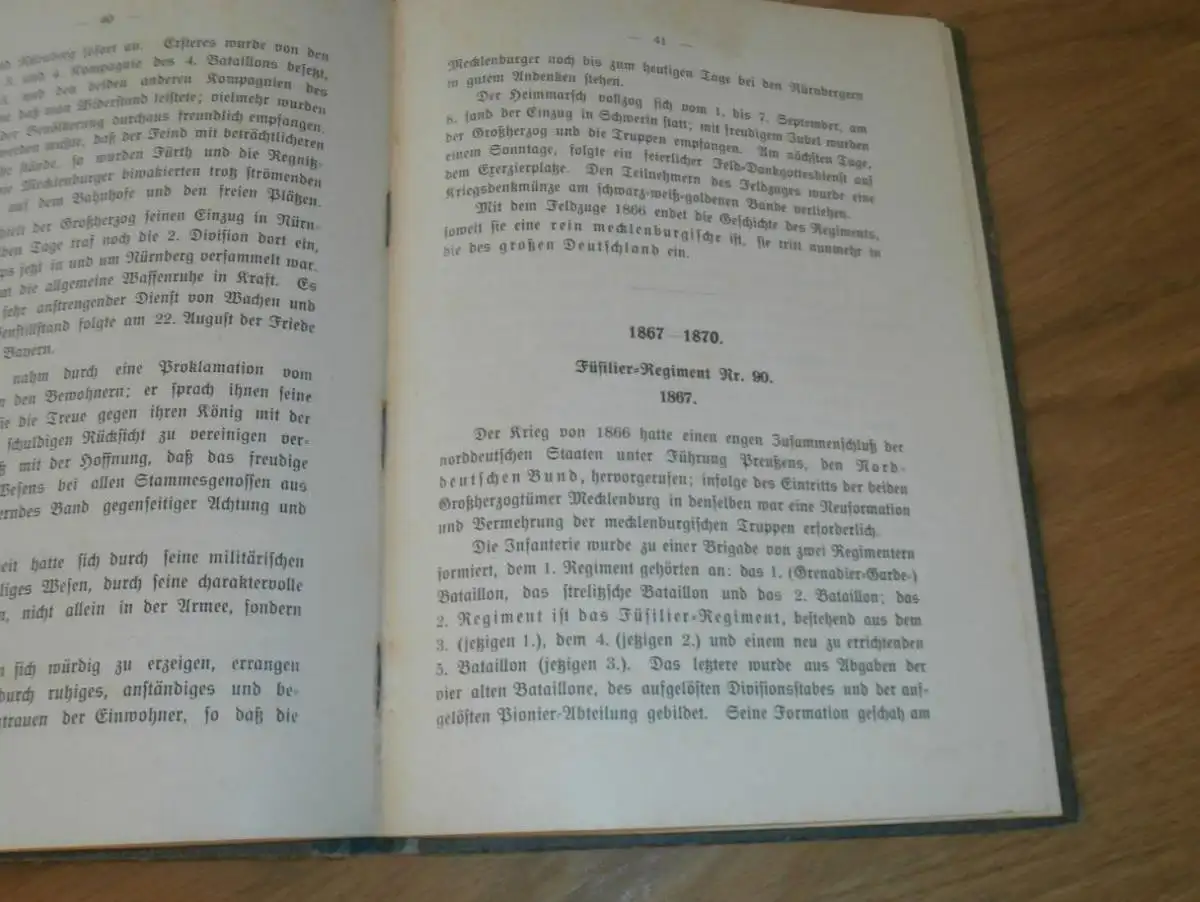 — 40 —
Nürnberg sofort an. Ersteres wurde von den
3. und 4. Kompagnie des 4. Bataillons besetzt,
und den beiden anderen Kompagnien des
daß man Widerstand leistete; vielmehr wurden
der Bevölkerung durchaus freundlich empfangen.
werden mußte, daß der Feind mit beträchtlicheren
stände, so wurden Fürth und die Regnitz-
Mecklenburger biwakierten trotz strömenden
auf dem Bahnhofe und den freien Plätzen.
der Großherzog seinen Einzug in Nürn-
Tage traf noch die 2. Division dort ein,
jetzt in und um Nürnberg versammelt war.
die allgemeine Waffenruhe in Kraft. Es
sehr anstrengender Dienst von Wachen und
folgte am 22. August der Friede
Bayern.
nahm durch eine Proklamation vom
den Bewohnern; er sprach ihnen seine
die Treue gegen ihren König mit der
schuldigen Rücksicht zu vereinigen ver-
mit der Hoffnung, daß das freudige
Wesens bei allen Stammesgenossen aus
Band gegenseitiger Achtung und
hatte sich durch seine militärischen
Wesen, durch seine charaktervolle
nicht allein in der Armee, sondern
sich würdig zu erzeigen, errangen
durch ruhiges, anständiges und be-
der Einwohner, so daß die
— 41 —
Mecklenburger noch bis zum heutigen Tage bei den Nürnbergern
in gutem Andenken stehen.
Der Heimmarsch vollzog sich vom 1. bis 7. September, am
8. fand der Einzug in Schwerin statt; mit freudigem Jubel wurden
der Großherzog und die Truppen empfangen. Am nächsten Tage,
einem Sonntage, folgte ein feierlicher Feld-Dankgottesdienst auf
dem Exerzierplatze. Den Teilnehmern des Feldzuges wurde eine
Kriegsdenkmünze am schwarz-weiß-goldenen Bande verliehen.
Mit dem Feldzuge 1866 endet die Geschichte des Regiments,
soweit sie eine rein mecklenburgische ist, sie tritt nunmehr in
die des großen Deutschland ein.
1867—1870.
Füsilier-Regiment Nr. 90.
1867.
Der Krieg von 1866 hatte einen engen Zusammenschluß der
norddeutschen Staaten unter Führung Preußens, den Nord-
deutschen Bund, hervorgerufen; infolge des Eintritts der beiden
Großherzogtümer Mecklenburg in denselben war eine Neuformation
und Vermehrung der mecklenburgischen Truppen erforderlich.
Die Infanterie wurde zu einer Brigade von zwei Regimentern
formiert, dem 1. Regiment gehörten an: das 1. (Grenadier-Garde-)
Bataillon, das strelitzsche Bataillon und das 2. Bataillon; das
2. Regiment ist das Füsilier-Regiment, bestehend aus dem
3. (jetzigen 1.), dem 4. (jetzigen 2.) und einem neu zu errichtenden
5. Bataillon (jetzigen 3.). Das letztere wurde aus Abgaben der
vier alten Bataillone, des aufgelösten Divisionsstabes und der auf-
gelösten Pionier-Abteilung gebildet. Seine Formation geschah am